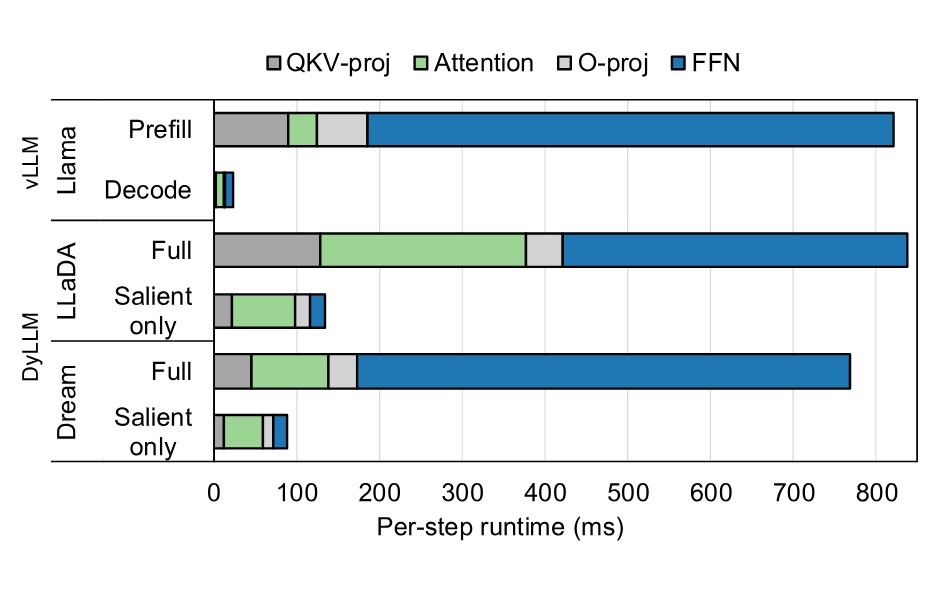 QKV-proj Attention O-proj FFN
vLLM
Llama
Prefill
Decode
DyLLM
LLaDA
Full
Salient
only
Dream
Full
Salient
only
0 100 200 300 400 500 600 700 800
Per-step runtime (ms)